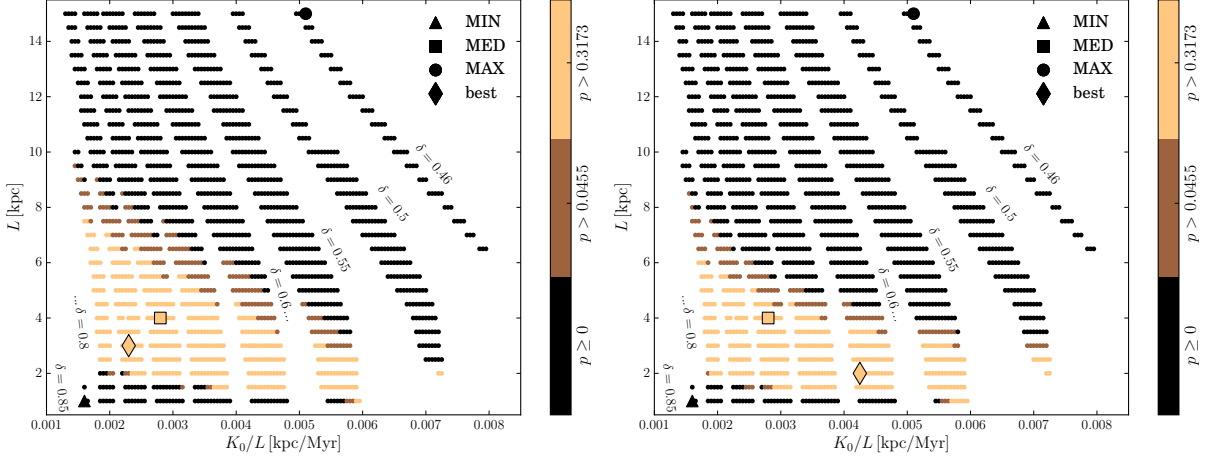 14
12
10
8
6
4
2
L [kpc]
0.001
0.002
0.003
0.004
0.005
0.006
0.007
0.008
K₀/L [kpc/Myr]
MIN
MED
MAX
best
δ = 0.46
δ = 0.5
δ = 0.55
δ = 0.6 ...
... δ = 0.8
δ = 0.85
p > 0.3173
p > 0.0455
p ≥ 0
14
12
10
8
6
4
2
L [kpc]
0.001
0.002
0.003
0.004
0.005
0.006
0.007
0.008
K₀/L [kpc/Myr]
MIN
MED
MAX
best
δ = 0.46
δ = 0.5
δ = 0.55
δ = 0.6 ...
... δ = 0.8
δ = 0.85
p > 0.3173
p > 0.0455
p ≥ 0